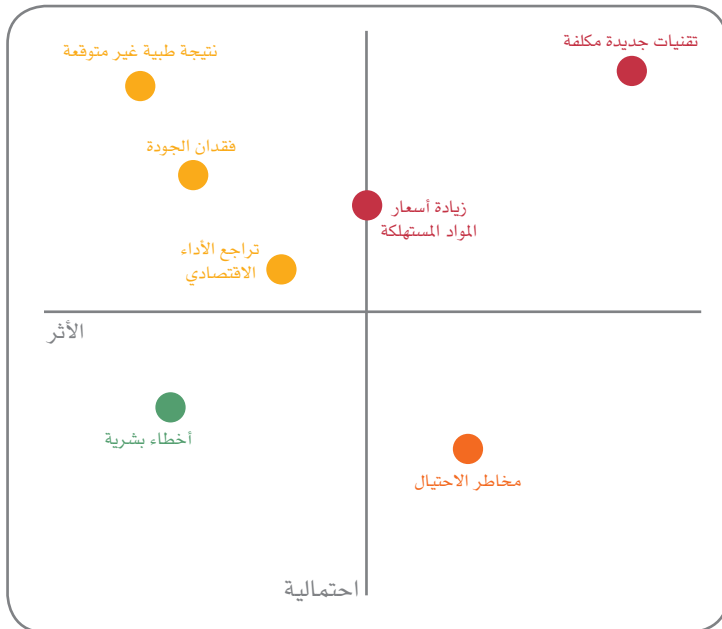 تقنيات جديدة مكلفة
نتيجة طبية غير متوقعة
فقدان الجودة
زيادة أسعار
المواد المستهلكة
تراجع الأداء
الاقتصادي
الأثر
أخطاء بشرية
مخاطر الاحتيال
احتمالية